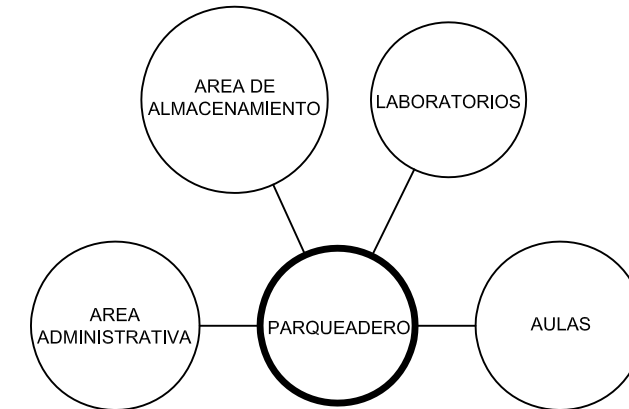 AREA DE
ALMACENAMIENTO
LABORATORIOS
AREA
ADMINISTRATIVA
PARQUEADERO
AULAS